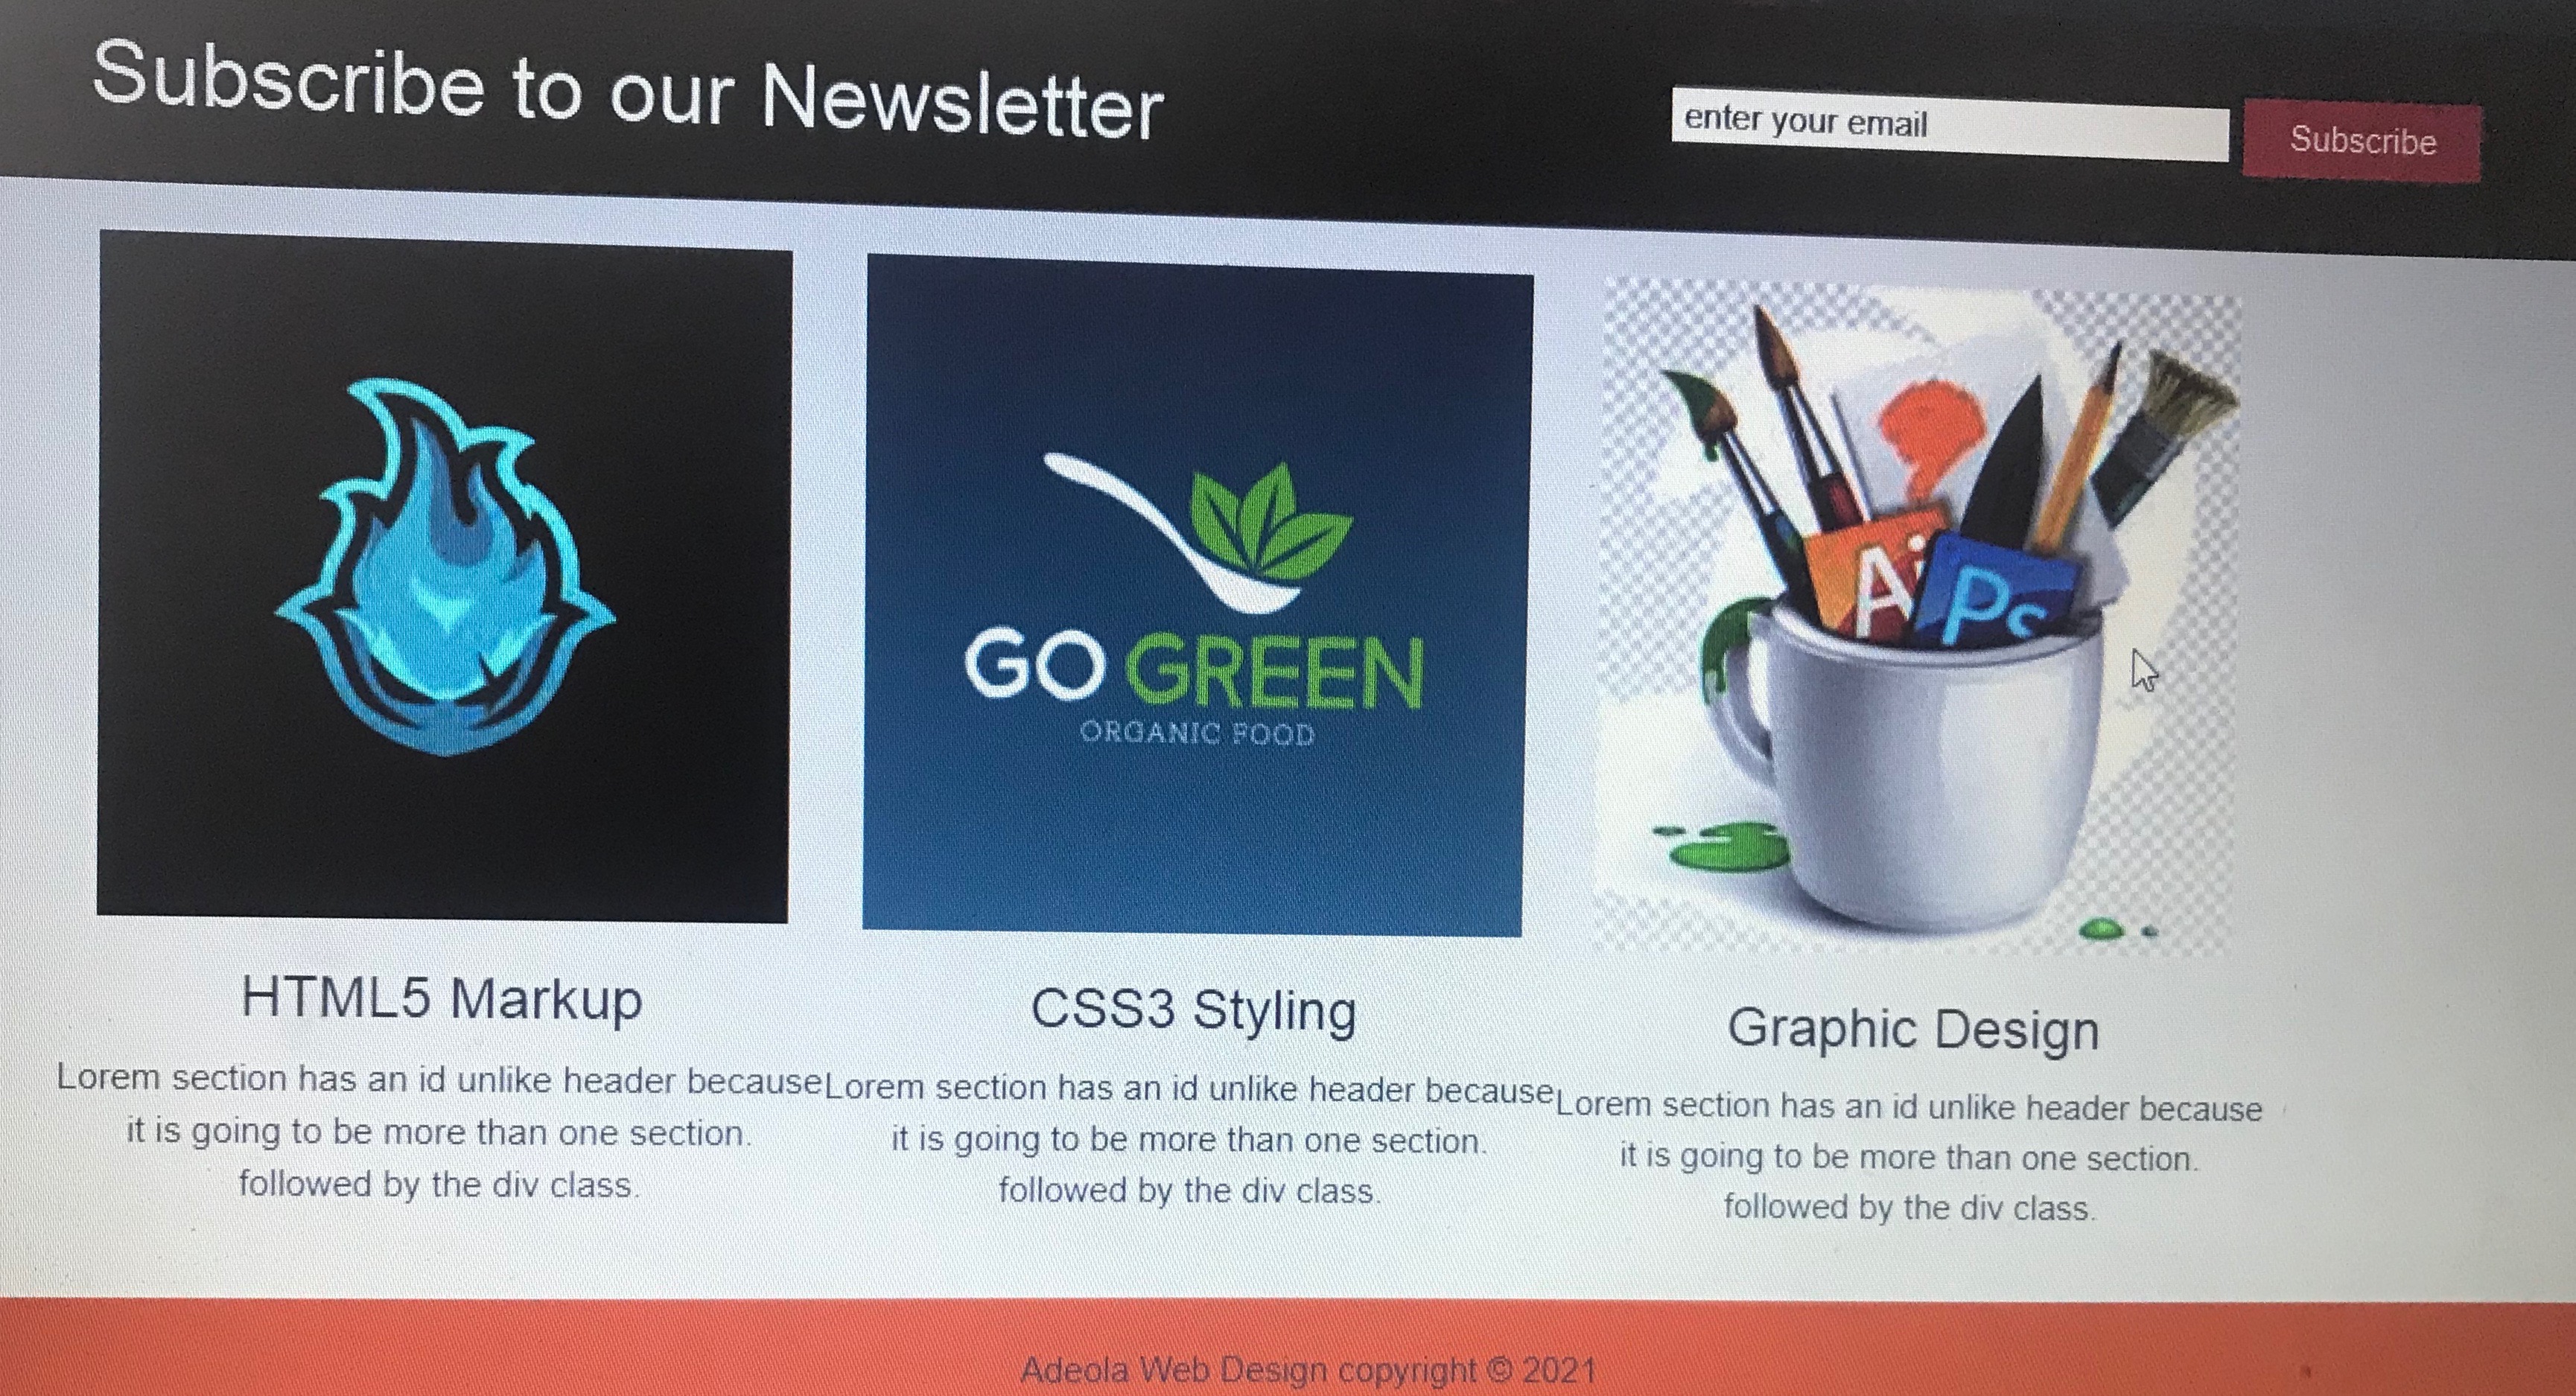 Subscribe to our Newsletter
enter your email
Subscribe
GO GREEN
ORGANIC FOOD
Ai
Ps
HTML5 Markup
Lorem section has an id unlike header because
it is going to be more than one section.
followed by the div class.
CSS3 Styling
Lorem section has an id unlike header because
it is going to be more than one section.
followed by the div class.
Graphic Design
Lorem section has an id unlike header because
it is going to be more than one section.
followed by the div class.
Adeola Web Design copyright © 2021